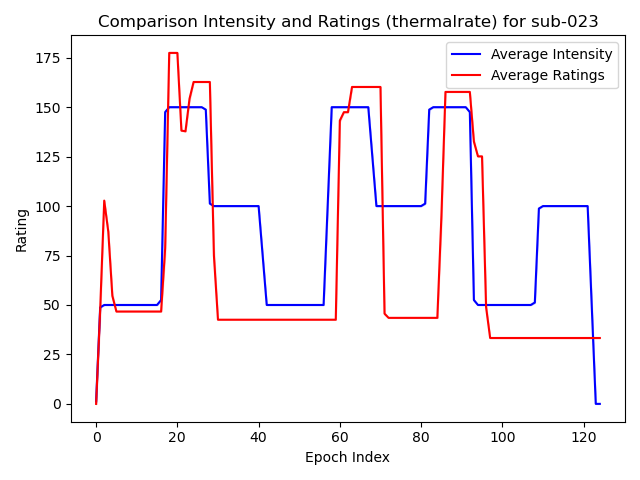 Comparison Intensity and Ratings (thermalrate) for sub-023
Average Intensity
Average Ratings
Rating
175
150
125
100
75
50
25
0
0 20 40 60 80 100 120
Epoch Index